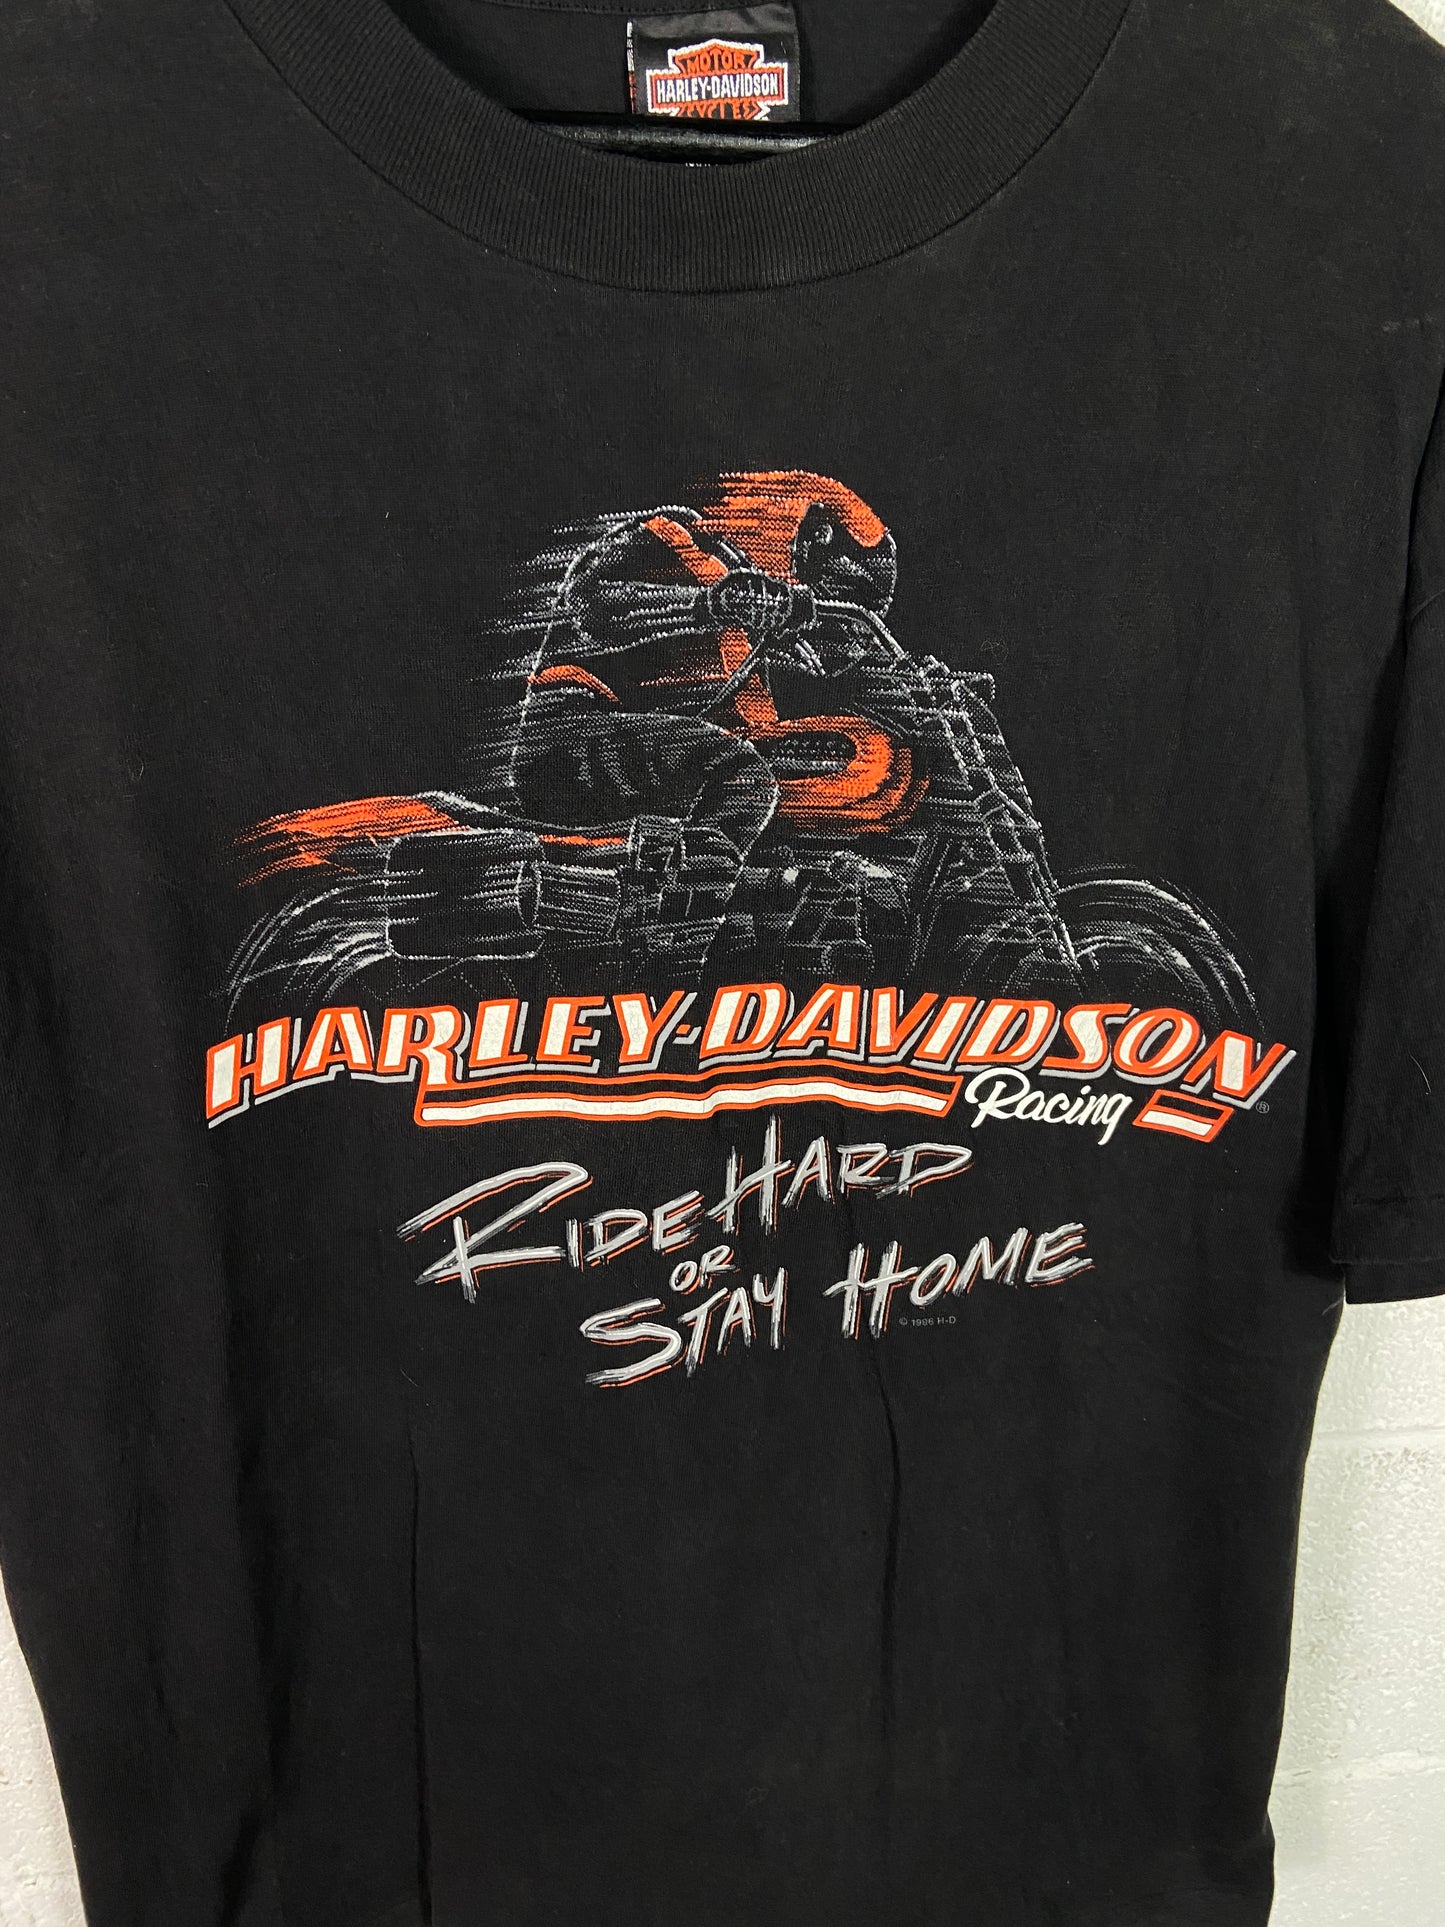 MOTOR
HARLEY-DAVIDSON
CYCLES
HARLEY-DAVIDSON
Racing ®
RIDE HARD
OR
STAY HOME
© 1996 H-D